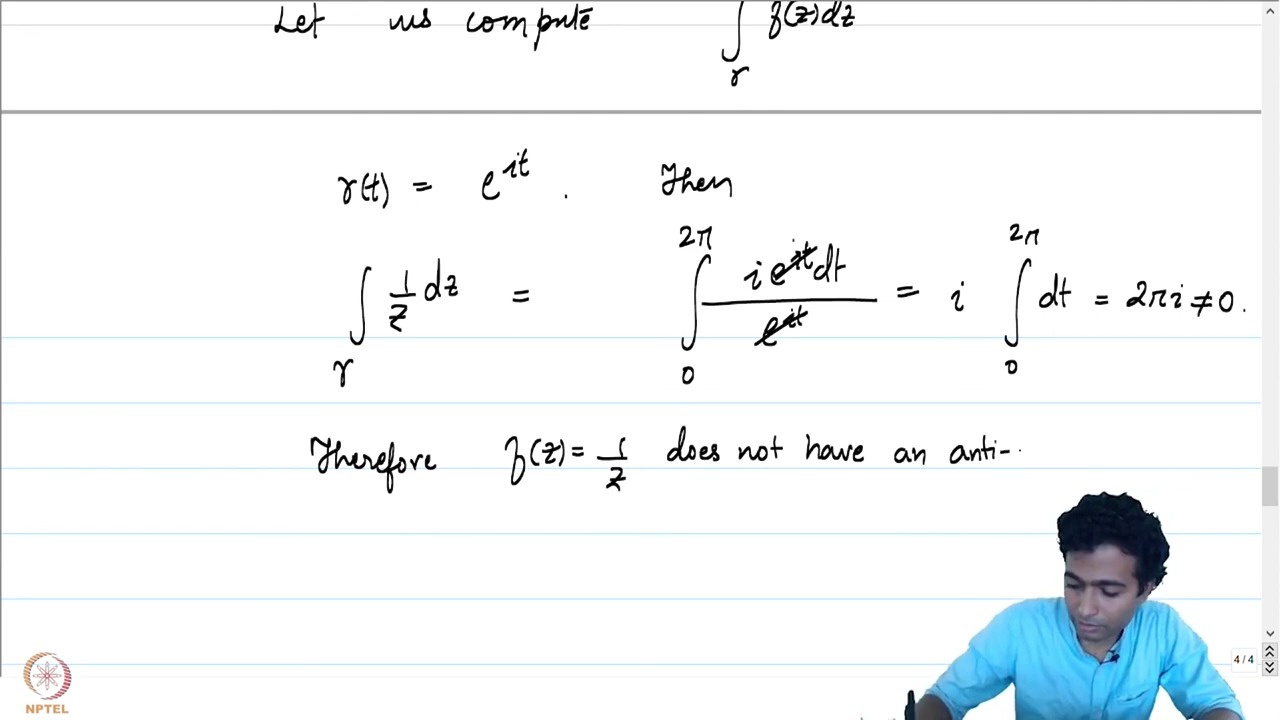 Let us compute ∫_γ f(z)dz
γ(t) = e^{it} . Then
∫_γ 1/z dz = ∫_0^{2π} i e^{it} dt / e^{it} = i ∫_0^{2π} dt = 2πi ≠ 0.
Therefore f(z) = 1/z does not have an anti-
4 / 4
NPTEL